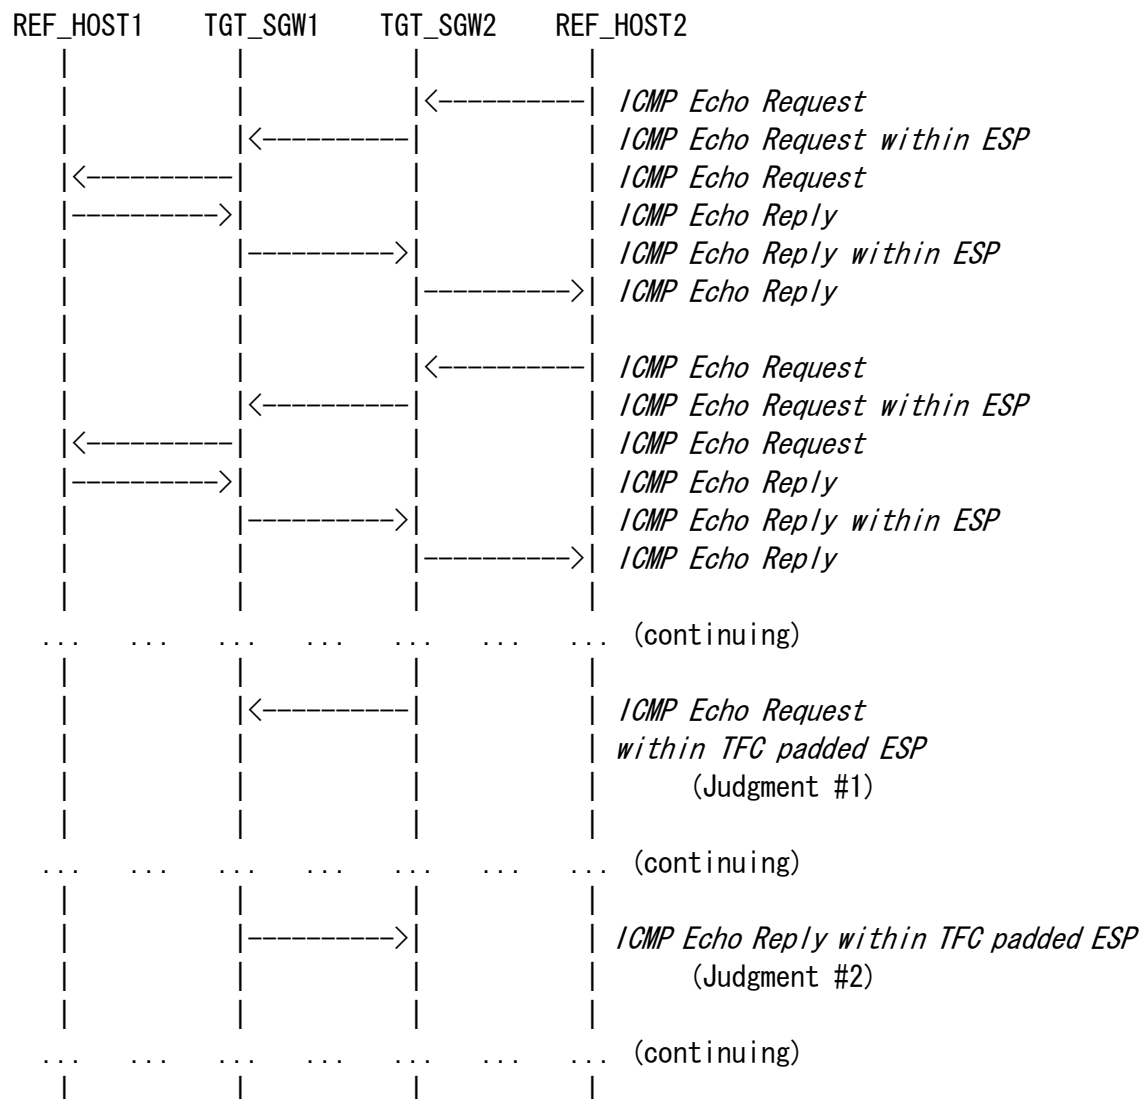 REF_HOST1 TGT_SGW1 TGT_SGW2 REF_HOST2
| | | |
| | |<----------| ICMP Echo Request
| |<----------| | ICMP Echo Request within ESP
|<----------| | | ICMP Echo Request
|---------->| | | ICMP Echo Reply
| |---------->| | ICMP Echo Reply within ESP
| | |---------->| ICMP Echo Reply
| | | |
| | |<----------| ICMP Echo Request
| |<----------| | ICMP Echo Request within ESP
|<----------| | | ICMP Echo Request
|---------->| | | ICMP Echo Reply
| |---------->| | ICMP Echo Reply within ESP
| | |---------->| ICMP Echo Reply
| | | |
... ... ... ... ... ... ... (continuing)
| | | |
| |<----------| | ICMP Echo Request
| | | | within TFC padded ESP
| | | | (Judgment #1)
| | | |
... ... ... ... ... ... ... (continuing)
| | | |
| |---------->| | ICMP Echo Reply within TFC padded ESP
| | | | (Judgment #2)
| | | |
... ... ... ... ... ... ... (continuing)
| | | |